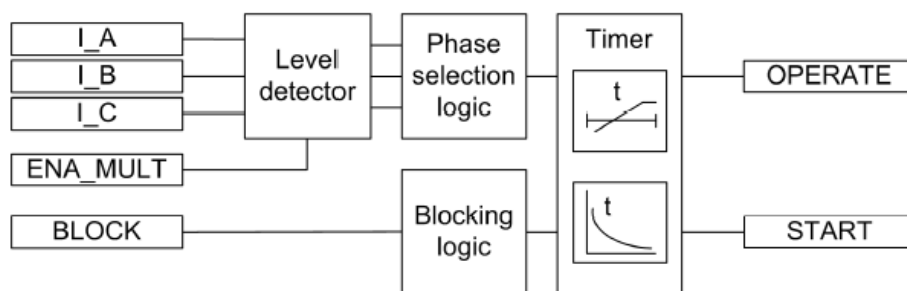 I_A
I_B
I_C
ENA_MULT
BLOCK
Level
detector
Phase
selection
logic
Blocking
logic
Timer
t
t
OPERATE
START